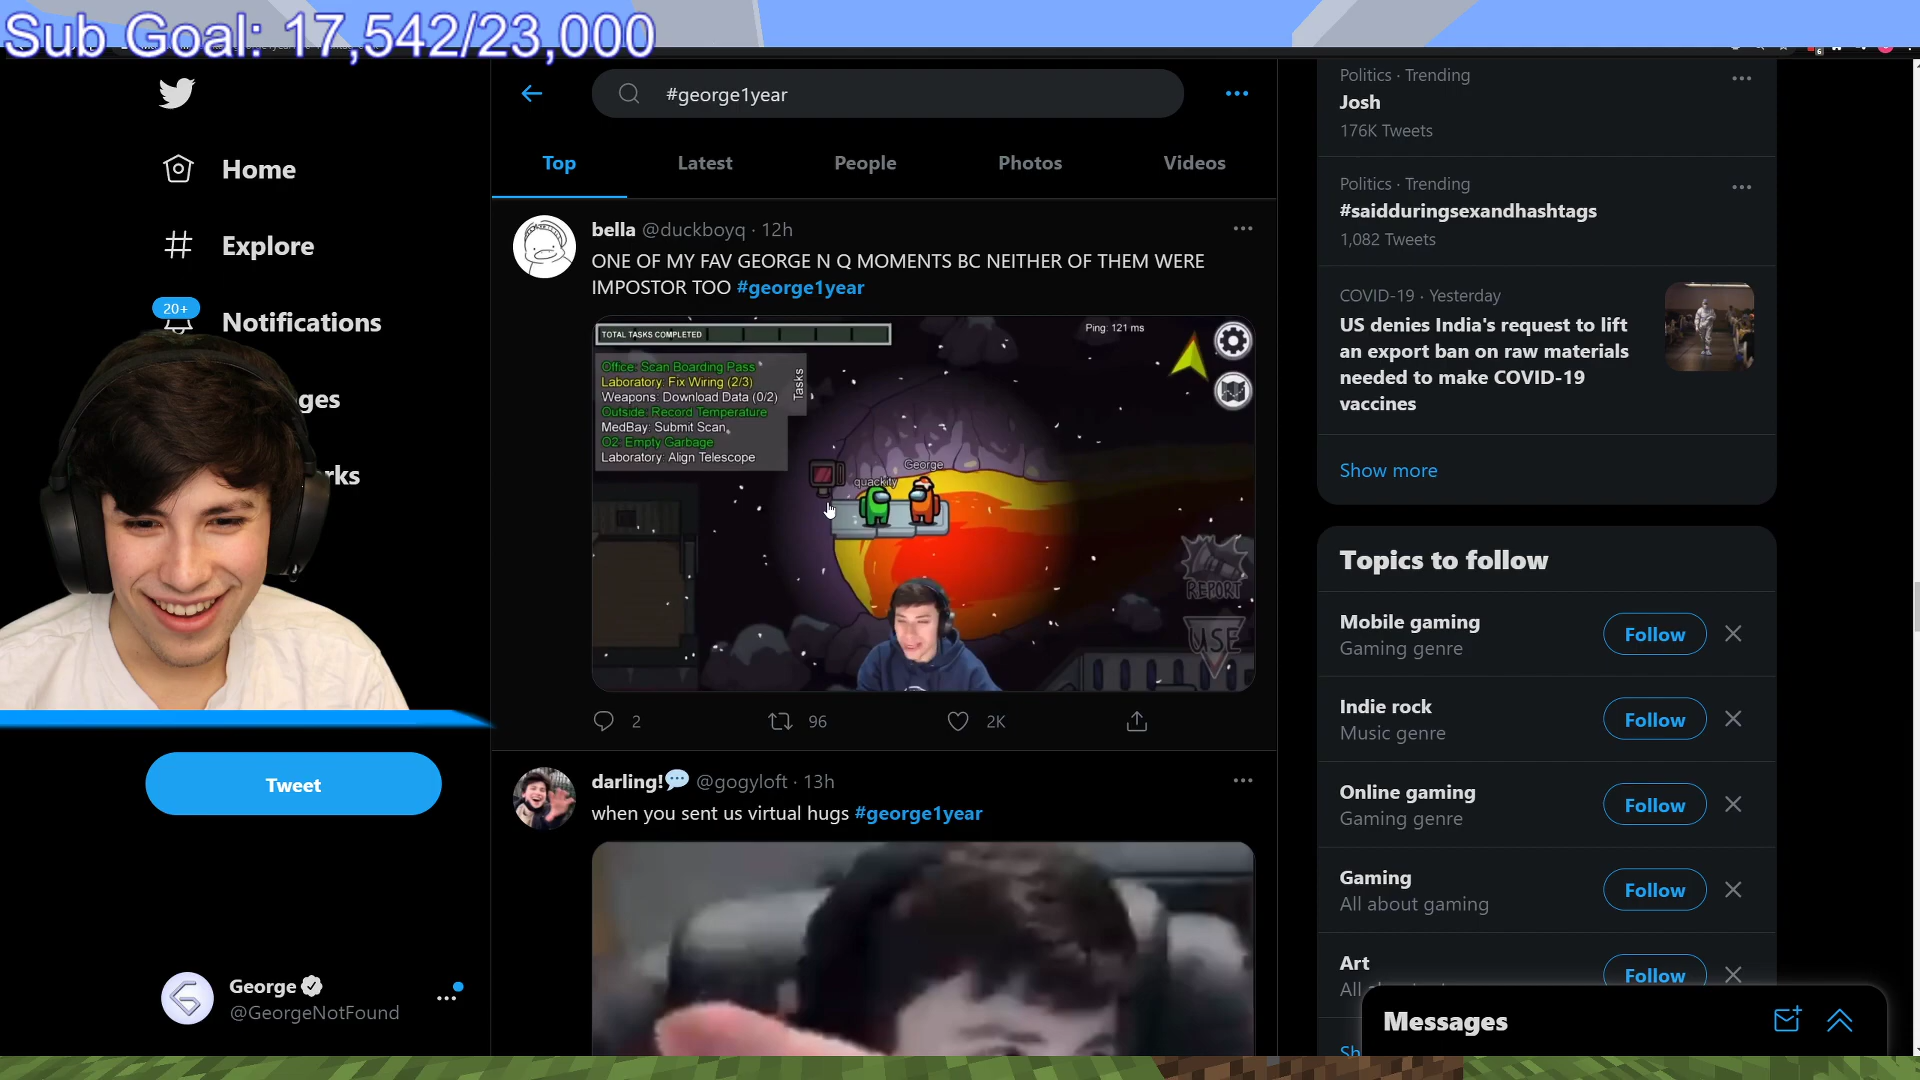 Sub Goal: 17,542/23,000
Home
Explore
20+
Notifications
ges
rks
Tweet
George
@GeorgeNotFound
#george1year
Top
Latest
People
Photos
Videos
bella @duckboyq · 12h
ONE OF MY FAV GEORGE N Q MOMENTS BC NEITHER OF THEM WERE
IMPOSTOR TOO #george1year
TOTAL TASKS COMPLETED
Ping: 121 ms
Office: Scan Boarding Pass
Laboratory: Fix Wiring (2/3)
Weapons: Download Data (0/2)
Outside: Record Temperature
MedBay: Submit Scan
O2: Empty Garbage
Laboratory: Align Telescope
Tasks
George
quackity
REPORT
USE
2
96
2K
darling! @gogyloft · 13h
when you sent us virtual hugs #george1year
Politics · Trending
Josh
176K Tweets
Politics · Trending
#saidduringsexandhashtags
1,082 Tweets
COVID-19 · Yesterday
US denies India's request to lift
an export ban on raw materials
needed to make COVID-19
vaccines
Show more
Topics to follow
Mobile gaming
Gaming genre
Follow
Indie rock
Music genre
Follow
Online gaming
Gaming genre
Follow
Gaming
All about gaming
Follow
Art
All
Follow
Sh
Messages